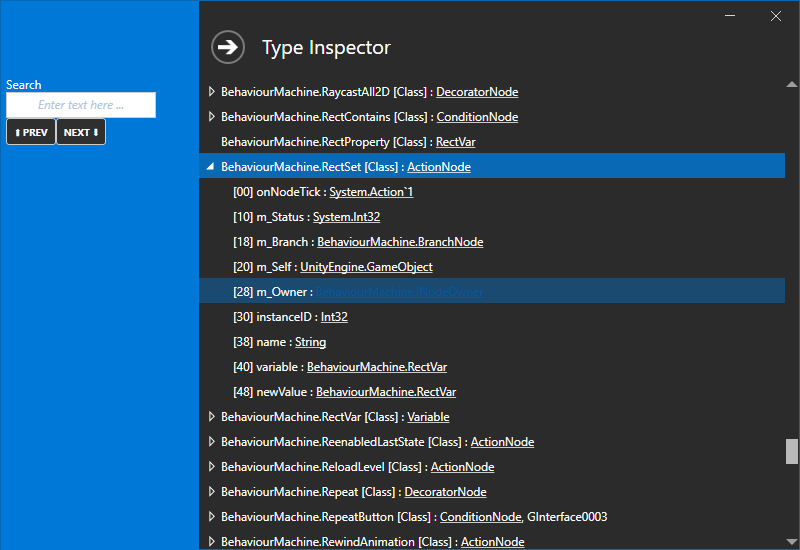 Type Inspector
Search
Enter text here ...
PREV NEXT
BehaviourMachine.RaycastAll2D [Class] : DecoratorNode
BehaviourMachine.RectContains [Class] : ConditionNode
BehaviourMachine.RectProperty [Class] : RectVar
BehaviourMachine.RectSet [Class] : ActionNode
[00] onNodeTick : System.Action`1
[10] m_Status : System.Int32
[18] m_Branch : BehaviourMachine.BranchNode
[20] m_Self : UnityEngine.GameObject
[28] m_Owner : BehaviourMachine.INodeOwner
[30] instanceID : Int32
[38] name : String
[40] variable : BehaviourMachine.RectVar
[48] newValue : BehaviourMachine.RectVar
BehaviourMachine.RectVar [Class] : Variable
BehaviourMachine.ReenabledLastState [Class] : ActionNode
BehaviourMachine.ReloadLevel [Class] : ActionNode
BehaviourMachine.Repeat [Class] : DecoratorNode
BehaviourMachine.RepeatButton [Class] : ConditionNode, GInterface0003
BehaviourMachine.RewindAnimation [Class] : ActionNode